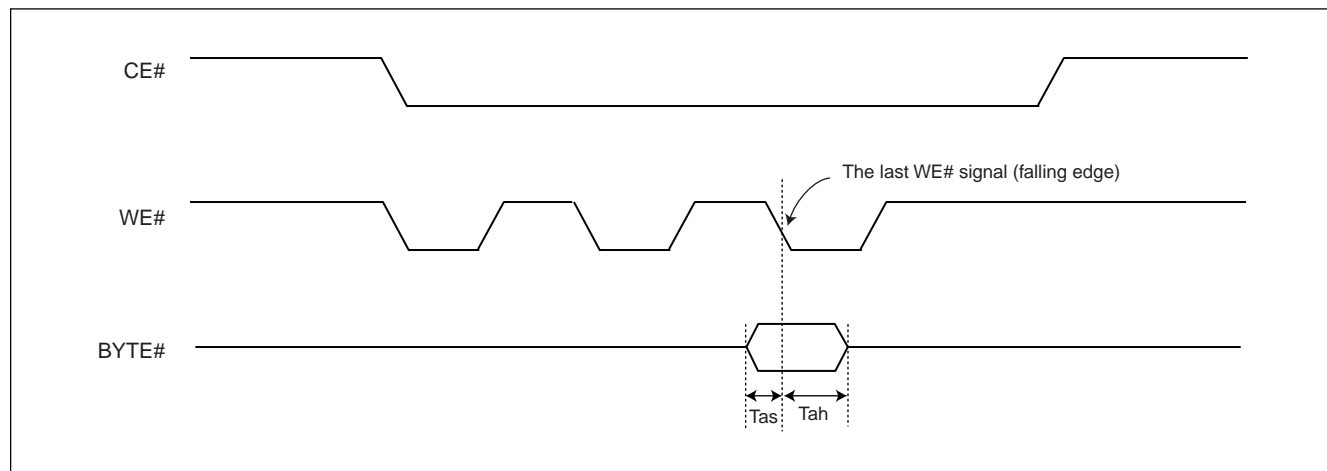 CE#
The last WE# signal (falling edge)
WE#
BYTE#
Tas
Tah